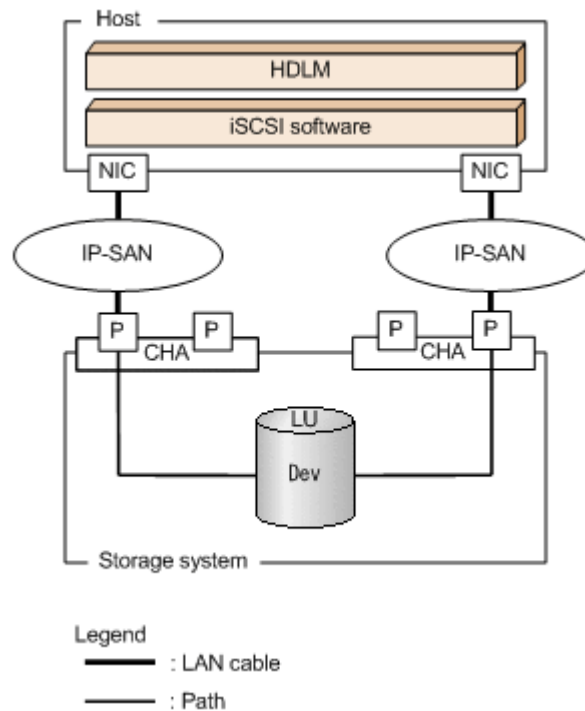 Host
HDLM
iSCSI software
NIC
NIC
IP-SAN
IP-SAN
P
P
P
P
CHA
CHA
LU
Dev
Storage system
Legend
: LAN cable
: Path